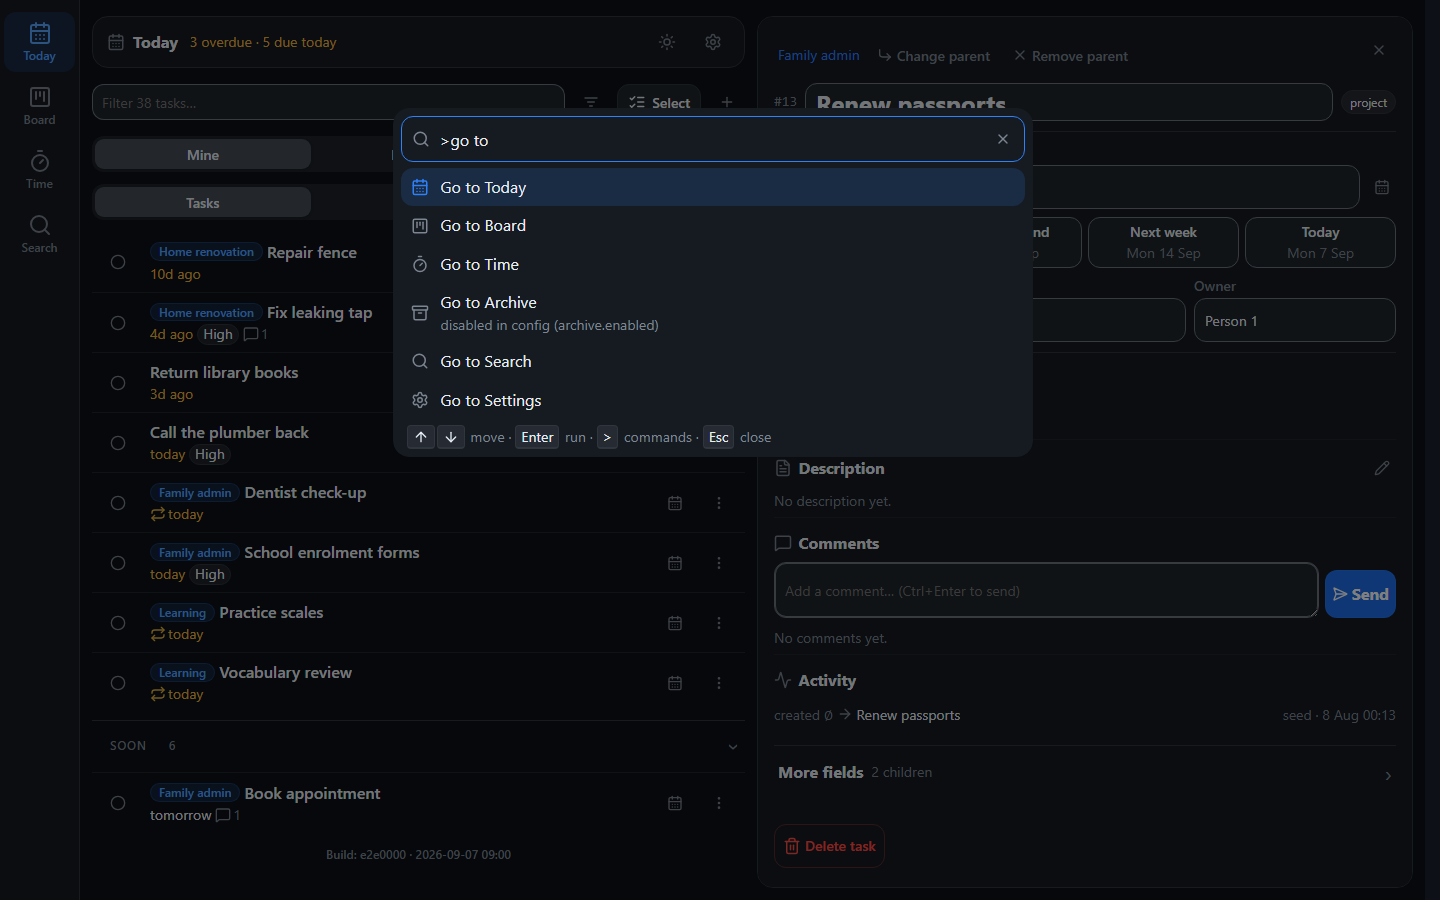 Today
Board
Time
Search
Today 3 overdue · 5 due today
Filter 38 tasks...
Select
Mine
Tasks
Home renovation Repair fence
10d ago
Home renovation Fix leaking tap
4d ago High 1
Return library books
3d ago
Call the plumber back
today High
Family admin Dentist check-up
today
Family admin School enrolment forms
today High
Learning Practice scales
today
Learning Vocabulary review
today
SOON 6
Family admin Book appointment
tomorrow 1
Build: e2e0000 · 2026-09-07 09:00
>go to
Go to Today
Go to Board
Go to Time
Go to Archive
disabled in config (archive.enabled)
Go to Search
Go to Settings
move · Enter run · > commands · Esc close
Family admin Change parent Remove parent
#13 Renew passports project
Next week
Mon 14 Sep
Today
Mon 7 Sep
Owner
Person 1
Description
No description yet.
Comments
Add a comment... (Ctrl+Enter to send)
Send
No comments yet.
Activity
created ∅ → Renew passports seed · 8 Aug 00:13
More fields 2 children
Delete task